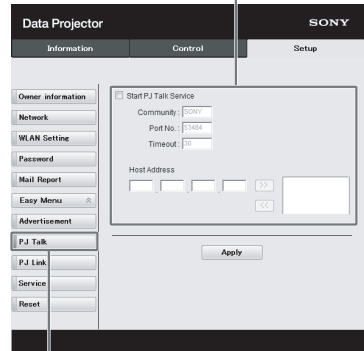 Data Projector
SONY
Information
Control
Setup
Owner information
Network
WLAN Setting
Password
Mail Report
Easy Menu
Advertisement
PJ Talk
PJ Link
Service
Reset
Start PJ Talk Service
Community: SONY
Port No.: 53484
Timeout: 30
Host Address
. . .
>>
<<
Apply